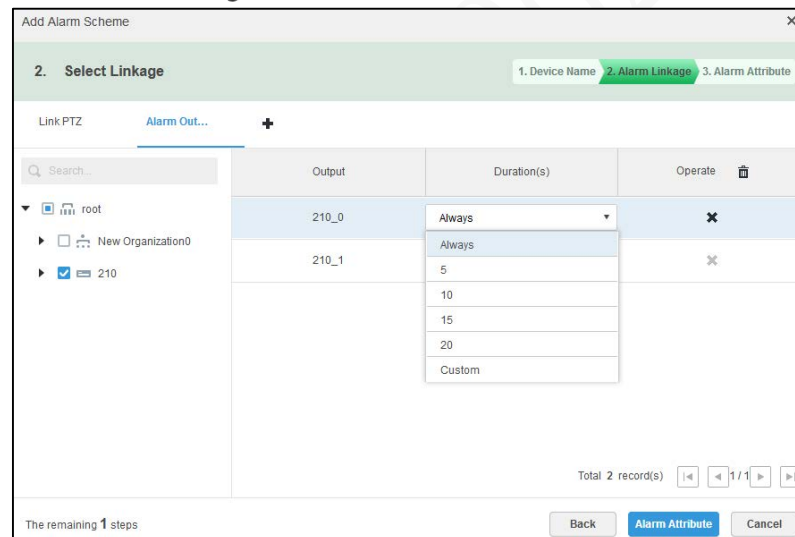 Add Alarm Scheme
2. Select Linkage
1. Device Name 2. Alarm Linkage 3. Alarm Attribute
Link PTZ Alarm Out...
Search... Output Duration(s) Operate
root 210_0 Always
New Organization0 Always
210_1
210 5
10
15
20
Custom
Total 2 record(s) 1 / 1
The remaining 1 steps Back Alarm Attribute Cancel